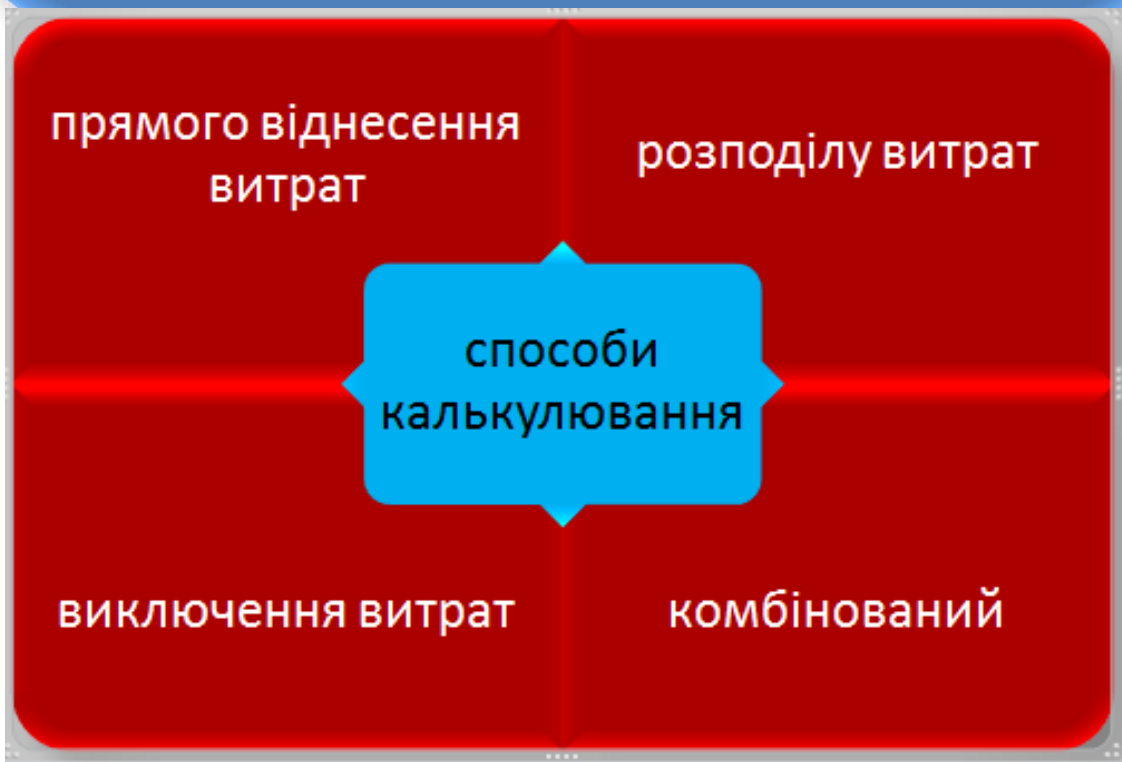 прямого віднесення
витрат
розподілу витрат
способи
калькулювання
виключення витрат
комбінований